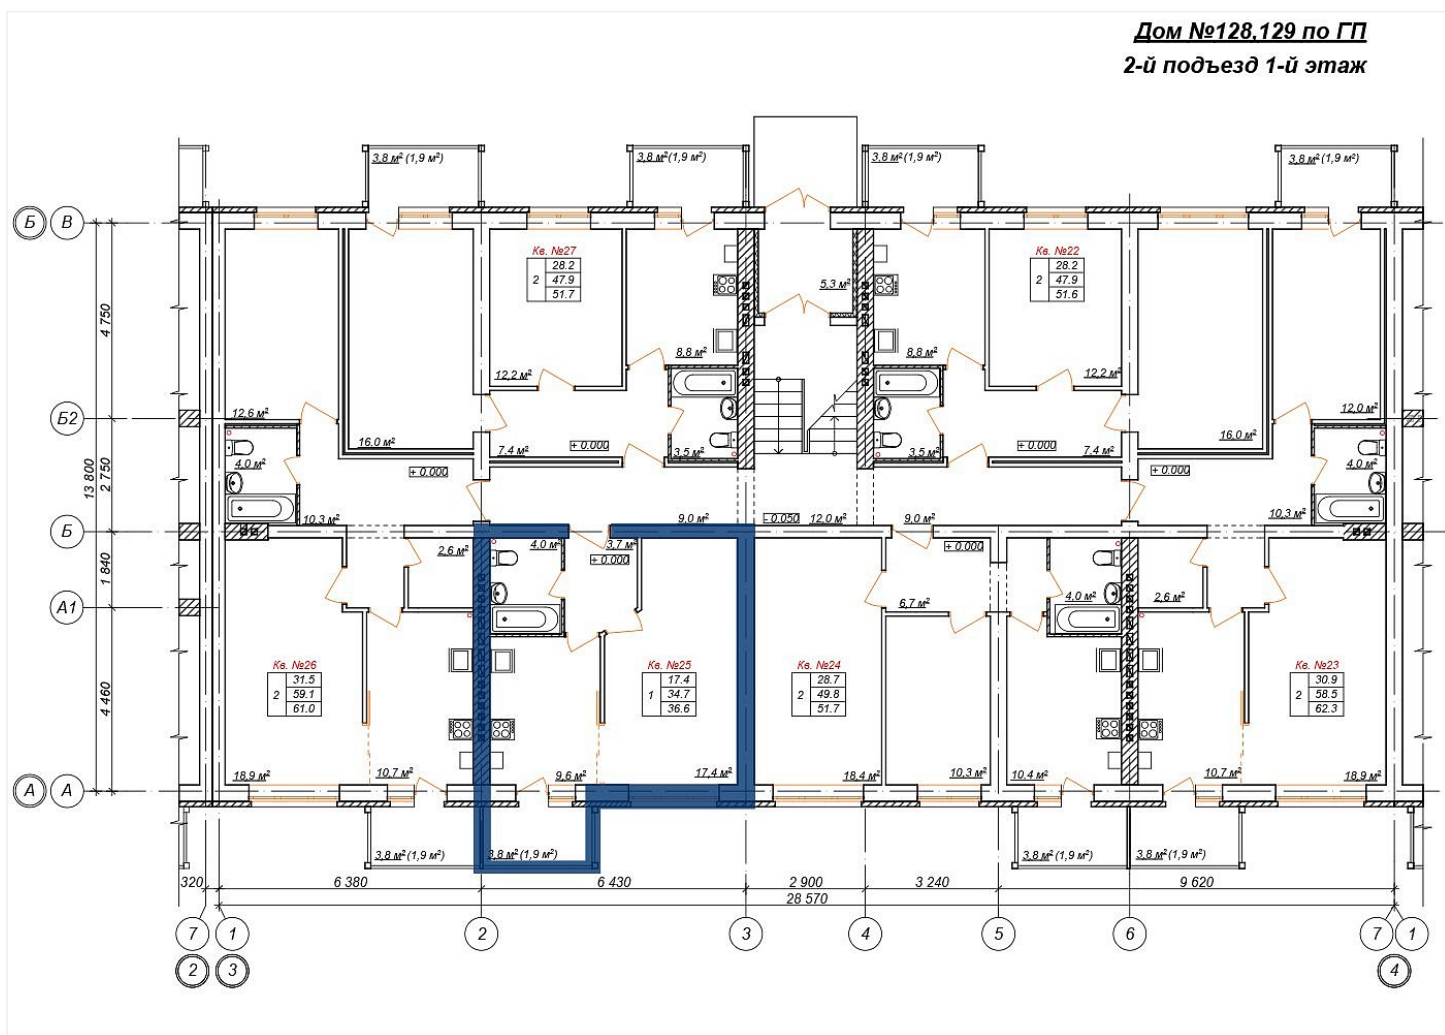 Дом №128,129 по ГП
2-й подъезд 1-й этаж
3,8 м² (1,9 м²)
3,8 м² (1,9 м²)
3,8 м² (1,9 м²)
3,8 м² (1,9 м²)
Б В
Кв. №27
28.2
2 47.9
51.7
Кв. №22
28.2
2 47.9
51.6
5,3 м²
4 750
8,8 м²
8,8 м²
12,2 м²
12,2 м²
12,6 м²
12,0 м²
Б2
16,0 м²
16,0 м²
7.4 м²
+ 0.000
3,5 м²
3,5 м²
+ 0.000
7.4 м²
4,0 м²
+ 0.000
+ 0.000
4,0 м²
13 800
2 750
10,3 м²
9,0 м²
- 0.050
12,0 м²
9,0 м²
10,3 м²
Б
2,6 м²
4,0 м²
3,7 м²
+ 0.000
+ 0.000
1 840
А1
6,7 м²
4,0 м²
2,6 м²
Кв. №26
31.5
2 59.1
61.0
Кв. №25
17.4
1 34.7
36.6
Кв. №24
28.7
2 49.8
51.7
Кв. №23
30.9
2 58.5
62.3
4 460
18,9 м²
10,7 м²
9,6 м²
17,4 м²
18,4 м²
10,3 м²
10,4 м²
10,7 м²
18,9 м²
А А
3,8 м² (1,9 м²)
3,8 м² (1,9 м²)
3,8 м² (1,9 м²)
3,8 м² (1,9 м²)
320
6 380
6 430
2 900
3 240
9 620
28 570
7 1 2 3 4 5 6 7 1
2 3 4